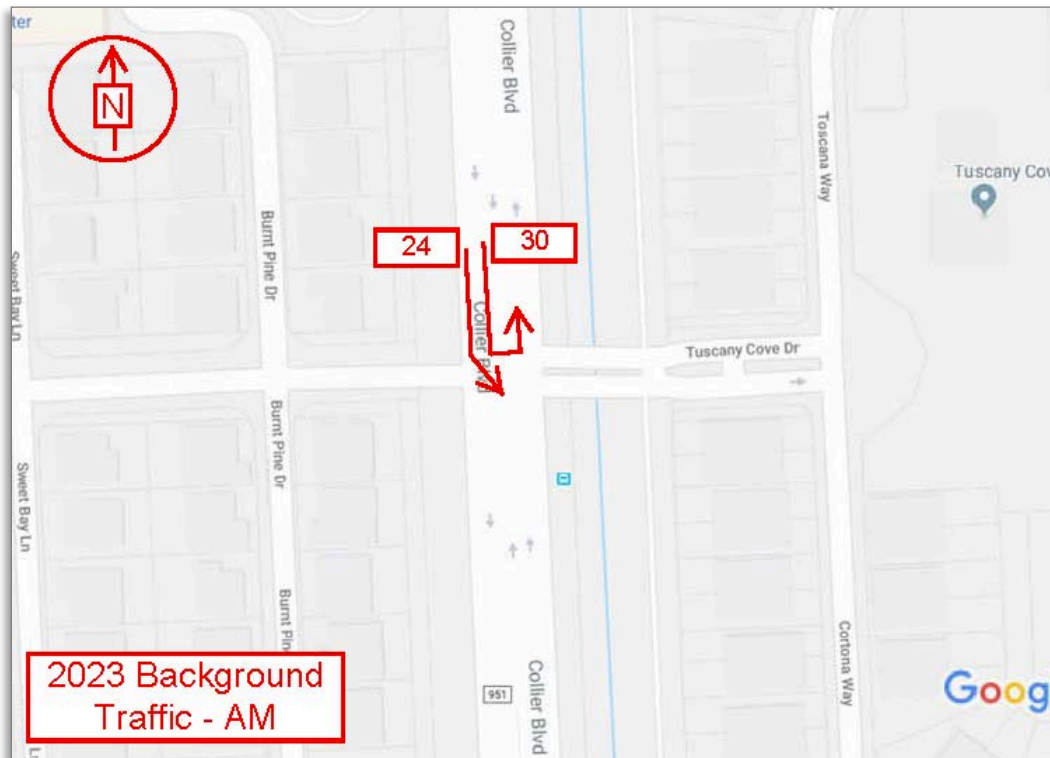 ter
N
Collier Blvd
Toscana Way
Tuscany Cov
Burnt Pine Dr
24
30
Sweet Bay Ln
Collier Blvd
Tuscany Cove Dr
Burnt Pine Dr
Sweet Bay Ln
Burnt Pin
Cortona Way
2023 Background
Traffic - AM
951
Collier Blvd
Goog